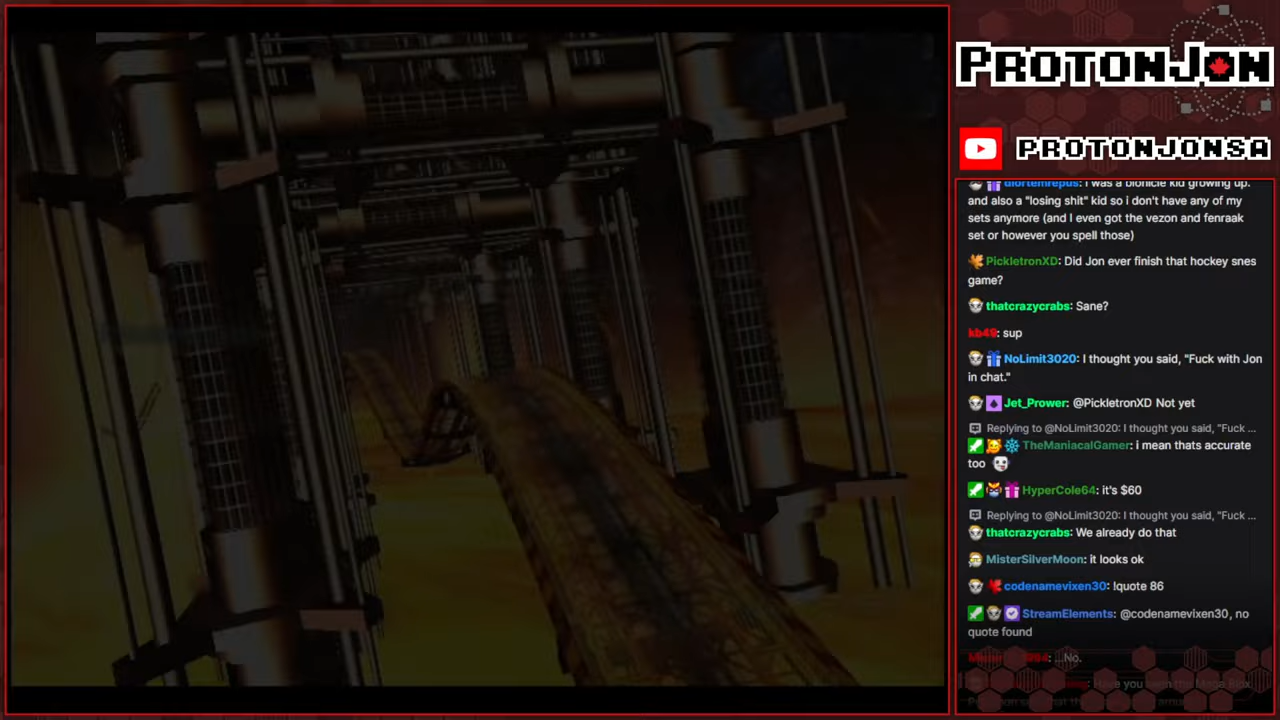 PROTONJON
PROTONJONSA
diortemrepus: I was a bionicle kid growing up.
and also a "losing shit" kid so i don't have any of my
sets anymore (and I even got the vezon and fenraak
set or however you spell those)
PickletronXD: Did Jon ever finish that hockey snes
game?
thatcrazycrabs: Sane?
kb49: sup
NoLimit3020: I thought you said, "Fuck with Jon
in chat."
Jet_Prower: @PickletronXD Not yet
Replying to @NoLimit3020: I thought you said, "Fuck ...
TheManiacalGamer: i mean thats accurate
too
HyperCole64: it's $60
Replying to @NoLimit3020: I thought you said, "Fuck ...
thatcrazycrabs: We already do that
MisterSilverMoon: it looks ok
codenamevixen30: !quote 86
StreamElements: @codenamevixen30, no
quote found
: ...No.
: Have you seen the Mega Blox